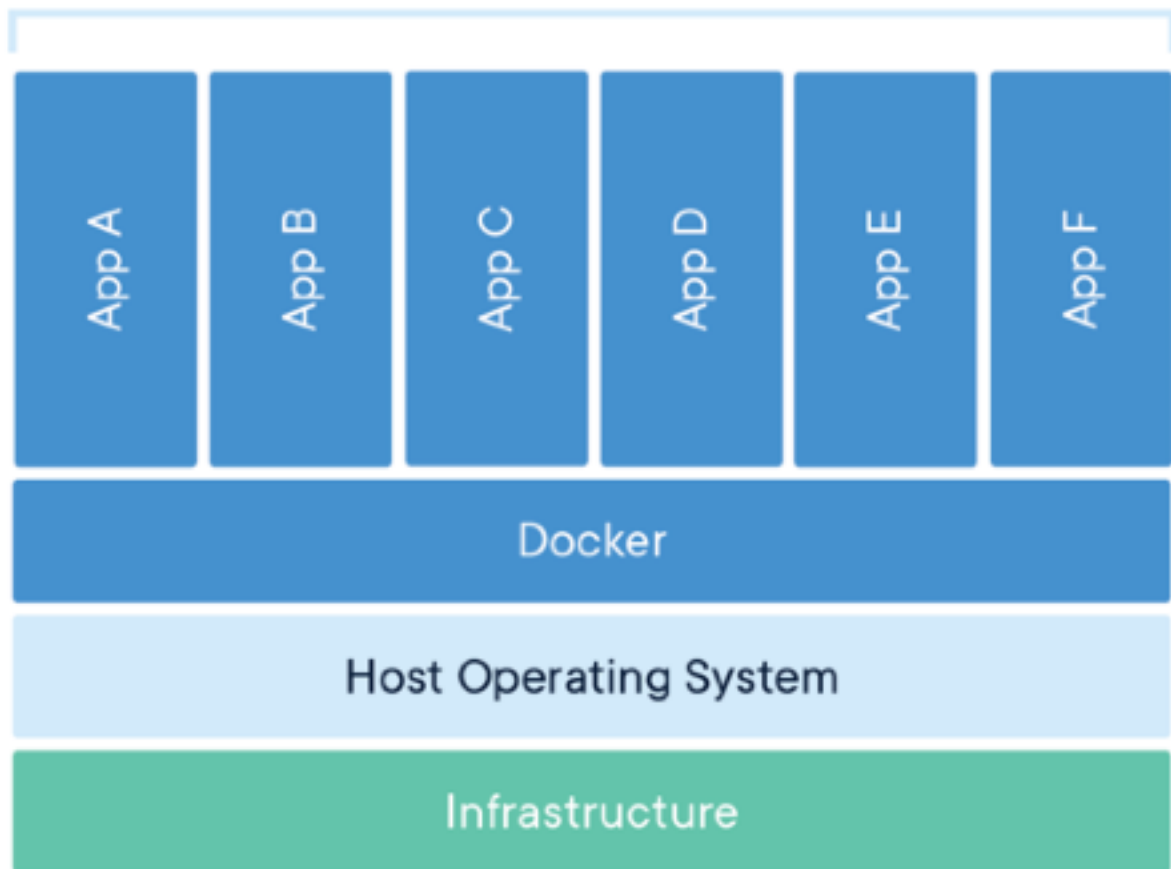 App A
App B
App C
App D
App E
App F
Docker
Host Operating System
Infrastructure